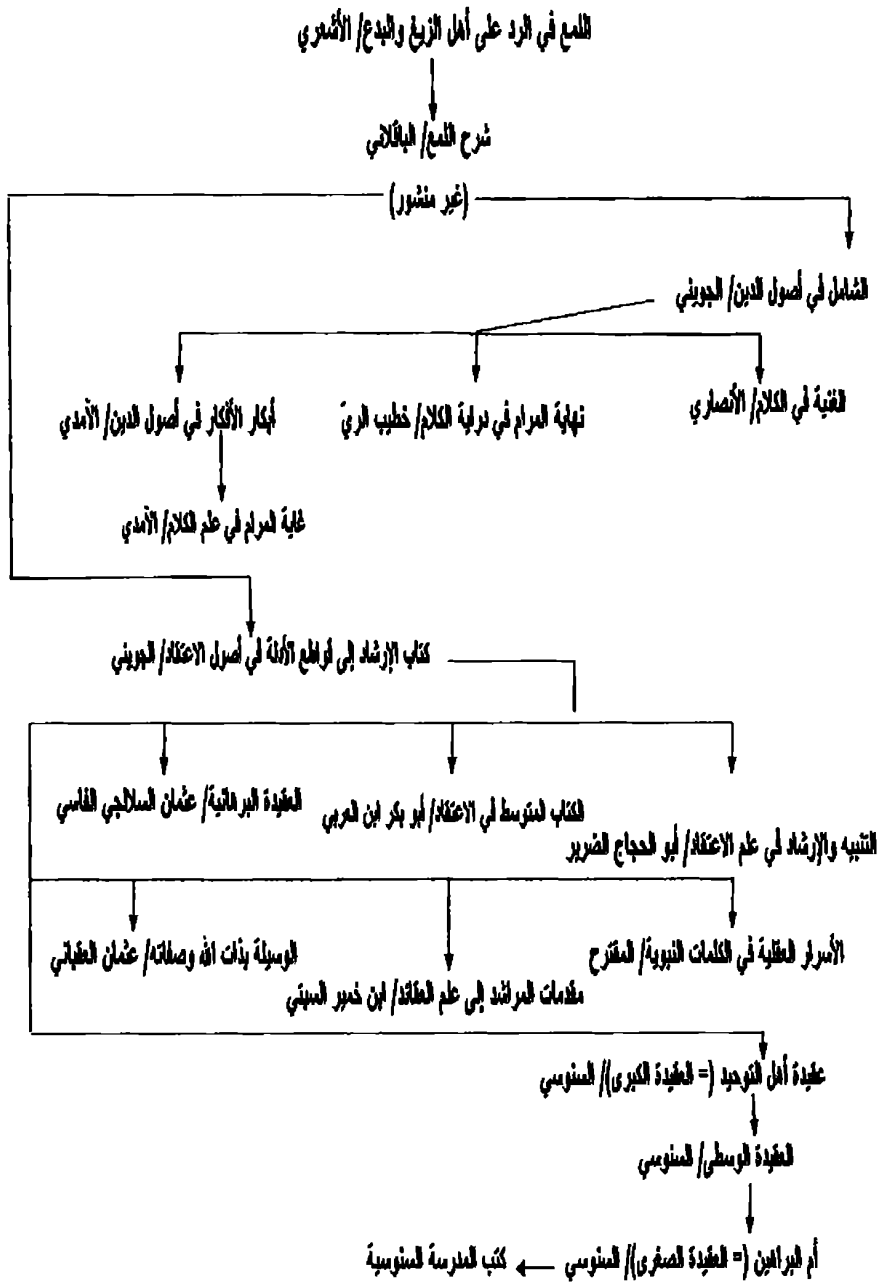 اللمع في الرد على أهل الزيغ والبدع/ الأشعري
شرح اللمع/ الباقلاني
(غير منشور)
الشامل في أصول الدين/ الجويني
الغنية في الكلام/ الأنصاري
نهاية المرام في دراية الكلام/ خطيب الريّ
أبكار الأفكار في أصول الدين/ الآمدي
غاية المرام في علم الكلام/ الآمدي
كتاب الإرشاد إلى قواطع الأدلة في أصول الاعتقاد/ الجويني
العقيدة البرهانية/ عثمان السلالجي الفاسي
الكتاب المتوسط في الاعتقاد/ أبو بكر ابن العربي
التنبيه والإرشاد في علم الاعتقاد/ أبو الحجاج الضرير
الأسرار العقلية في الكلمات النبوية/ المقترح
الوسيلة بذات الله وصفاته/ عثمان العقباني
مقدمات المراشد إلى علم العقائد/ ابن خمير السبتي
عقيدة أهل التوحيد (= العقيدة الكبرى)/ السنوسي
العقيدة الوسطى/ السنوسي
أم البراهين (= العقيدة الصغرى)/ السنوسي
كتب المدرسة السنوسية